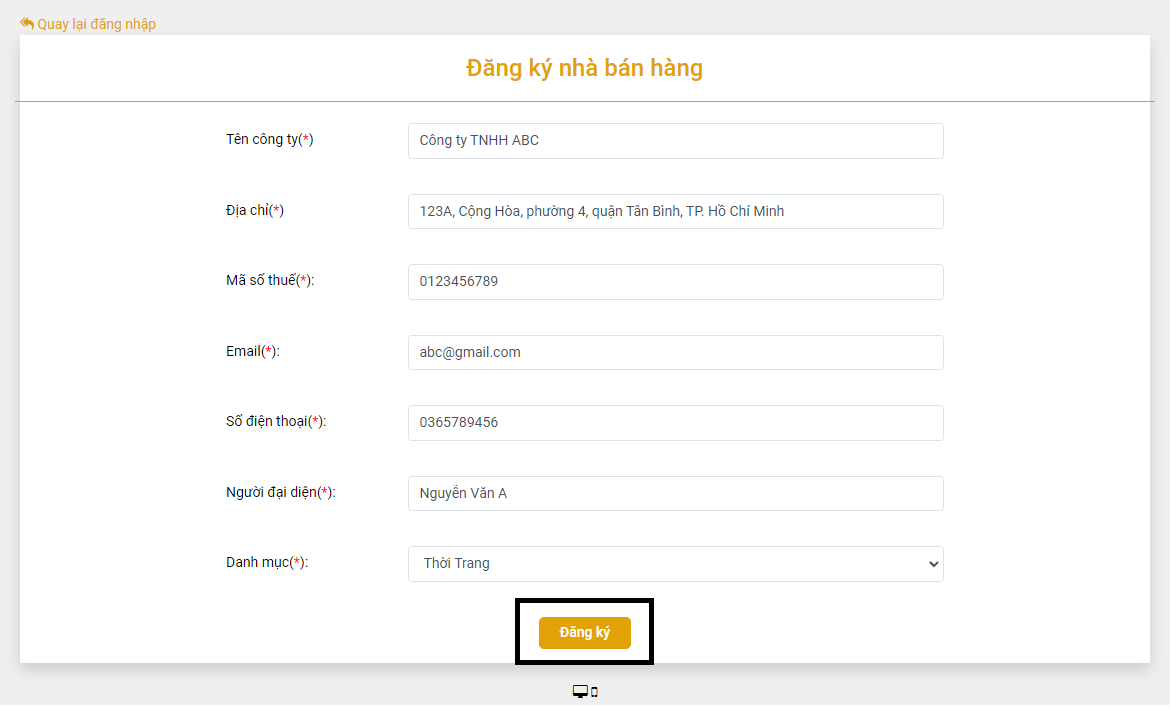 Quay lại đăng nhập
Đăng ký nhà bán hàng
Tên công ty(*) Công ty TNHH ABC
Địa chỉ(*) 123A, Cộng Hòa, phường 4, quận Tân Bình, TP. Hồ Chí Minh
Mã số thuế(*): 0123456789
Email(*): abc@gmail.com
Số điện thoại(*): 0365789456
Người đại diện(*): Nguyễn Văn A
Danh mục(*): Thời Trang
Đăng ký